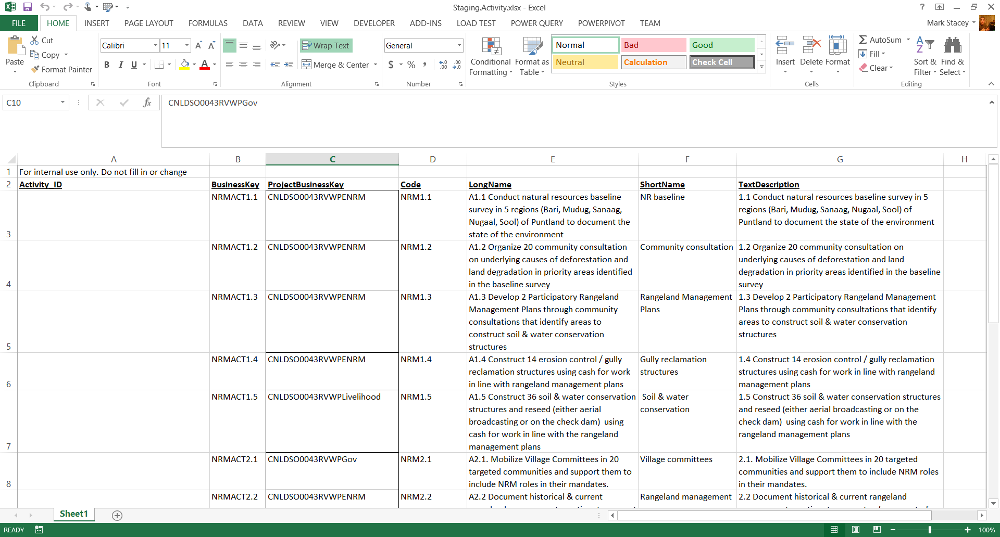 Staging.Activity.xlsx - Excel
?
FILE HOME INSERT PAGE LAYOUT FORMULAS DATA REVIEW VIEW DEVELOPER ADD-INS LOAD TEST POWER QUERY POWERPIVOT TEAM Mark Stacey
Paste
Cut
Copy
Format Painter
Clipboard
Calibri 11
B I U
Font
Wrap Text
Merge & Center
Alignment
General
$ % ,
Number
Conditional Formatting
Format as Table
Normal Bad Good
Neutral Calculation Check Cell
Styles
Insert Delete Format
Cells
AutoSum
Fill
Clear
Sort & Filter
Find & Select
Editing
C10 fx CNLDSO0043RVWPGov
A B C D E F G H
1 For internal use only. Do not fill in or change
2 Activity_ID BusinessKey ProjectBusinessKey Code LongName ShortName TextDescription
3
NRMACT1.1
CNLDSO0043RVWPENRM
NRM1.1
A1.1 Conduct natural resources baseline
survey in 5 regions (Bari, Mudug, Sanaag,
Nugaal, Sool) of Puntland to document the
state of the environment
NR baseline
1.1 Conduct natural resources baseline survey in 5
regions (Bari, Mudug, Sanaag, Nugaal, Sool) of
Puntland to document the state of the environment
4
NRMACT1.2
CNLDSO0043RVWPENRM
NRM1.2
A1.2 Organize 20 community consultation
on underlying causes of deforestation and
land degradation in priority areas identified
in the baseline survey
Community consultation
1.2 Organize 20 community consultation on
underlying causes of deforestation and land
degradation in priority areas identified in the baseline
survey
5
NRMACT1.3
CNLDSO0043RVWPENRM
NRM1.3
A1.3 Develop 2 Participatory Rangeland
Management Plans through community
consultations that identify areas to
construct soil & water conservation
structures
Rangeland Management
Plans
1.3 Develop 2 Participatory Rangeland Management
Plans through community consultations that identify
areas to construct soil & water conservation
structures
6
NRMACT1.4
CNLDSO0043RVWPENRM
NRM1.4
A1.4 Construct 14 erosion control / gully
reclamation structures using cash for work
in line with rangeland management plans
Gully reclamation
structures
1.4 Construct 14 erosion control / gully reclamation
structures using cash for work in line with rangeland
management plans
7
NRMACT1.5
CNLDSO0043RVWPLivelihood
NRM1.5
A1.5 Construct 36 soil & water conservation
structures and reseed (either aerial
broadcasting or on the check dam) using
cash for work in line with the rangeland
management plans
Soil & water
conservation
1.5 Construct 36 soil & water conservation structures
and reseed (either aerial broadcasting or on the
check dam) using cash for work in line with the
rangeland management plans
8
NRMACT2.1
CNLDSO0043RVWPGov
NRM2.1
A2.1. Mobilize Village Committees in 20
targeted communities and support them to
include NRM roles in their mandates.
Village committees
2.1. Mobilize Village Committees in 20 targeted
communities and support them to include NRM roles
in their mandates.
NRMACT2.2
CNLDSO0043RVWPENRM
NRM2.2
A2.2 Document historical & current
Rangeland management
2.2 Document historical & current rangeland
Sheet1
READY 100%